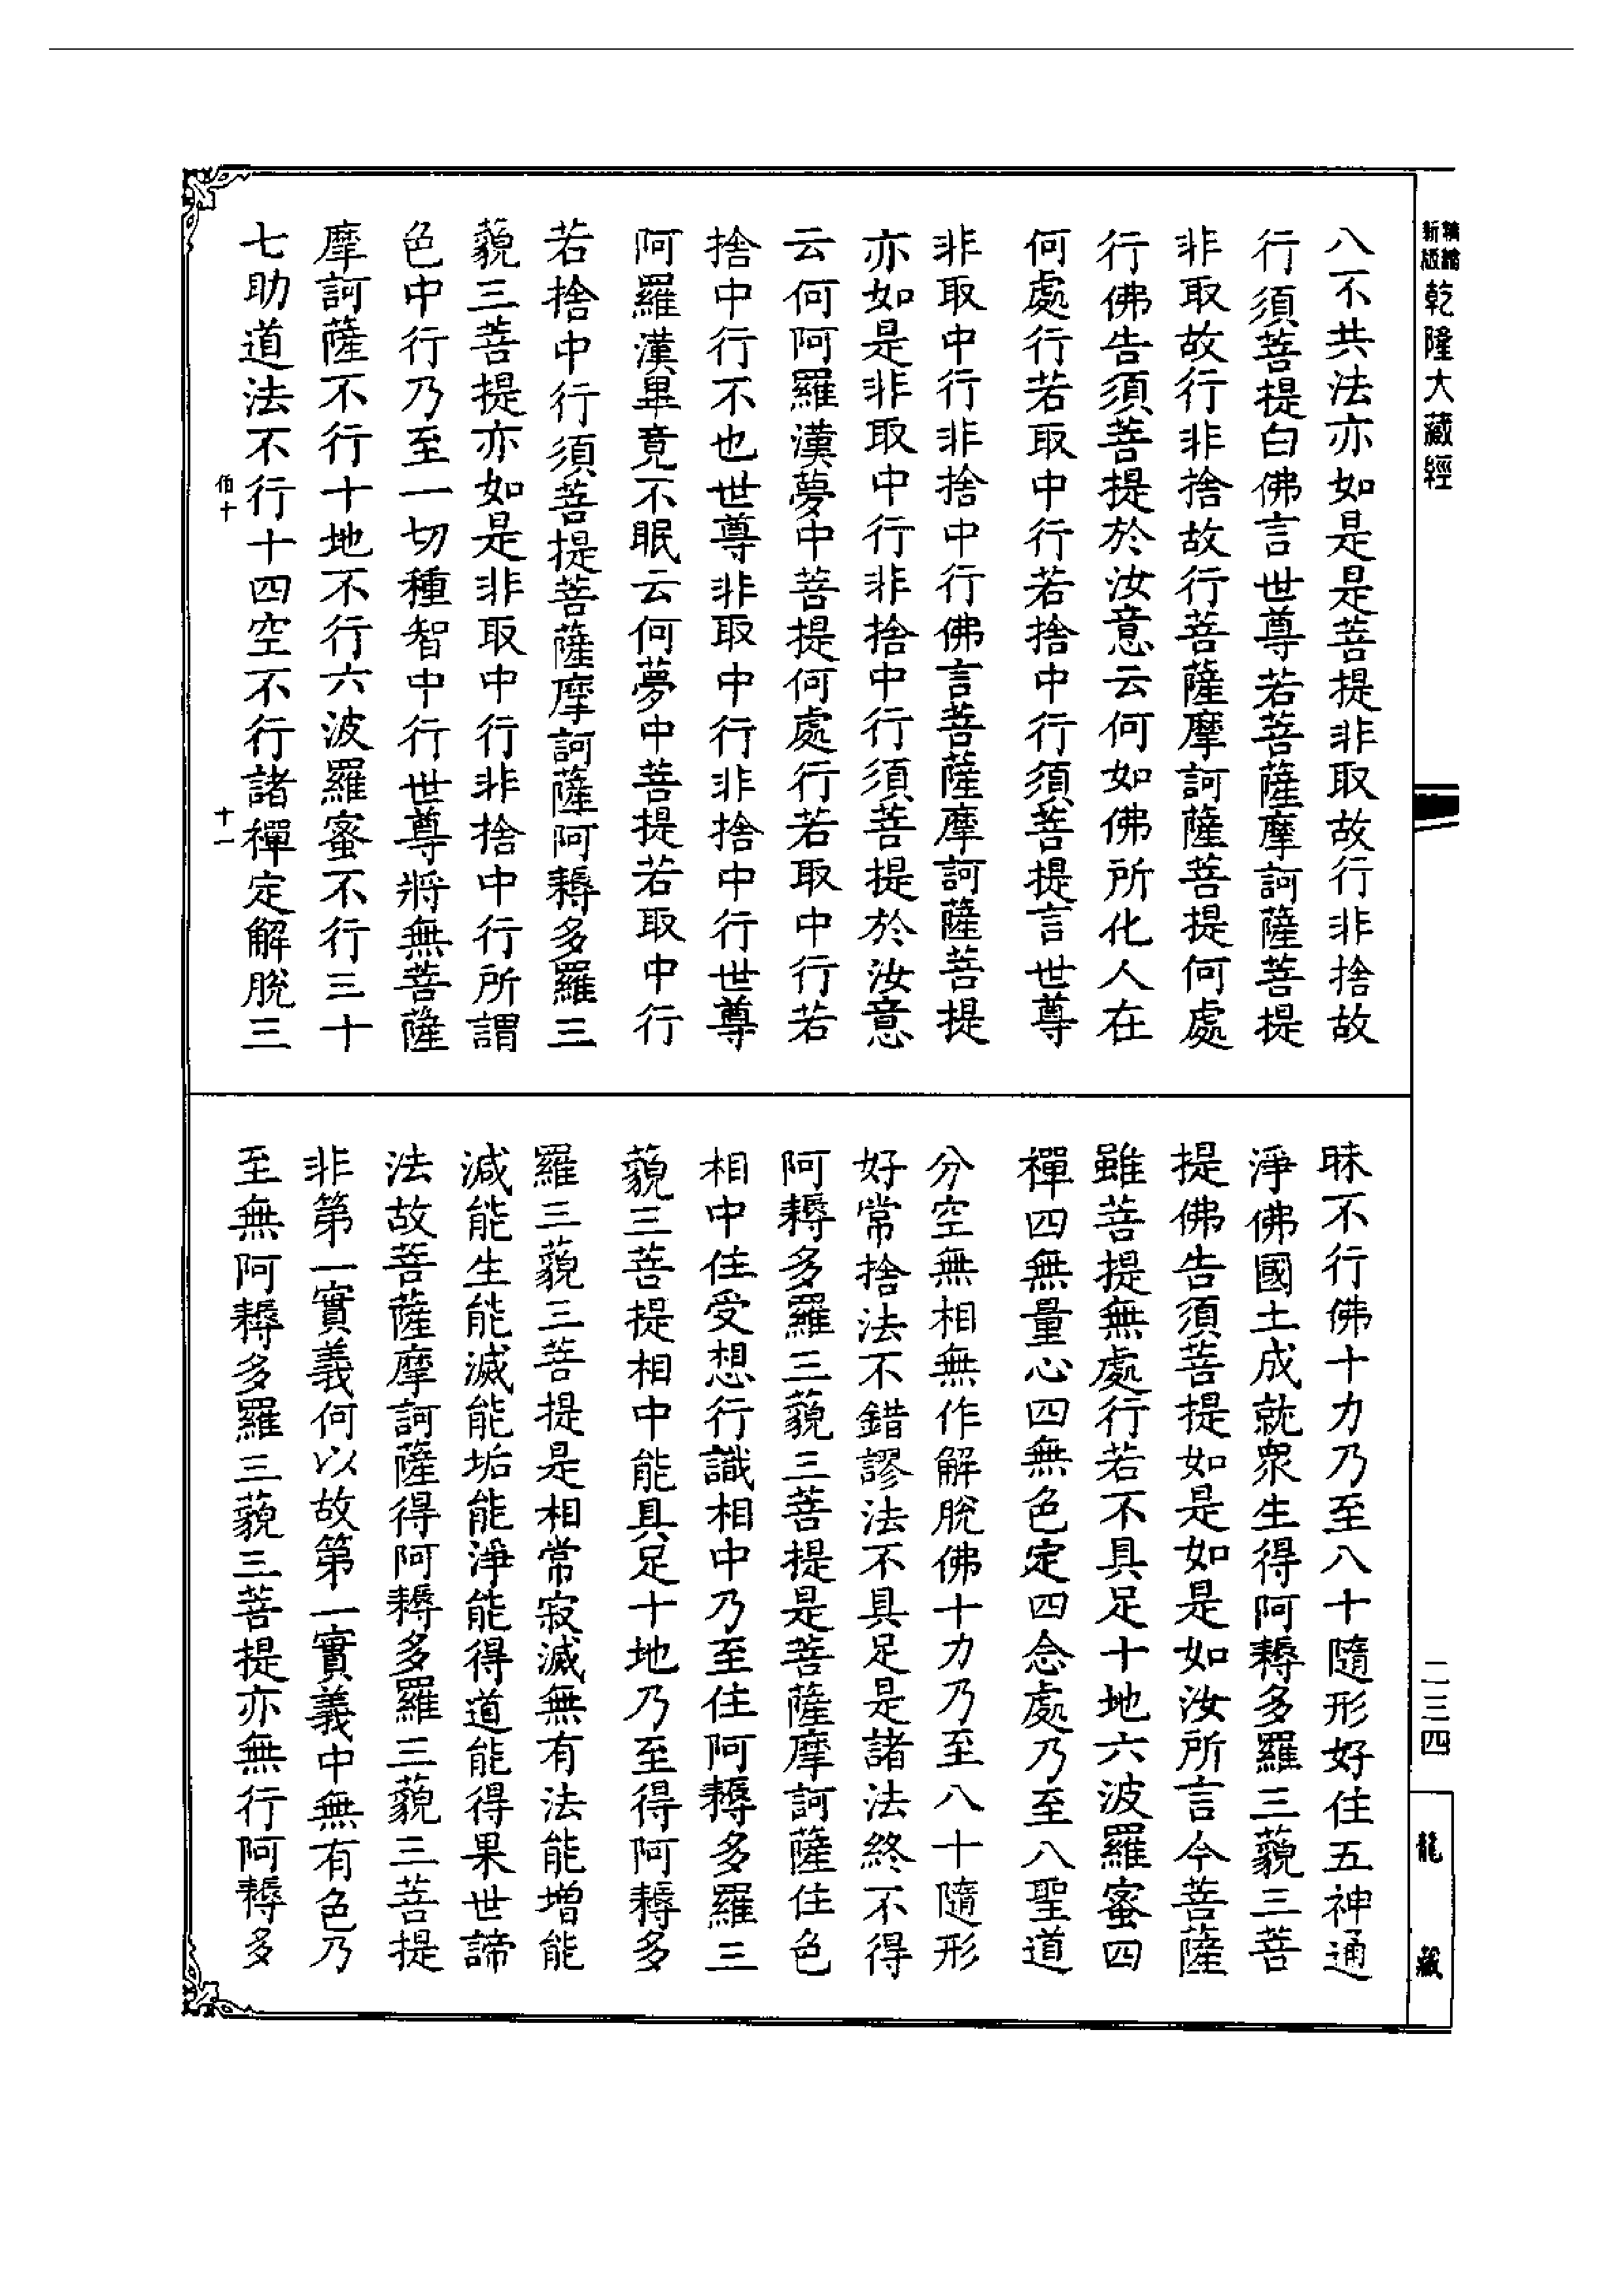 新版精縮乾隆大藏經
八不共法亦如是是菩提非取故行非捨故
行須菩提白佛言世尊若菩薩摩訶薩菩提
非取故行非捨故行菩薩摩訶薩菩提何處
行佛告須菩提於汝意云何如佛所化人在
何處行若取中行若捨中行須菩提言世尊
非取中行非捨中行佛言菩薩摩訶薩菩提
亦如是非取中行非捨中行須菩提於汝意
云何阿羅漢夢中菩提何處行若取中行若
捨中行不也世尊非取中行非捨中行世尊
阿羅漢畢竟不眠云何夢中菩提若取中行
若捨中行須菩提菩薩摩訶薩阿耨多羅三
藐三菩提亦如是非取中行非捨中行所謂
色中行乃至一切種智中行世尊將無菩薩
摩訶薩不行十地不行六波羅蜜不行三十
七助道法不行十四空不行諸禪定解脫三
伯十
十一
昧不行佛十力乃至八十隨形好住五神通
淨佛國土成就眾生得阿耨多羅三藐三菩
提佛告須菩提如是如是如汝所言今菩薩
雖菩提無處行若不具足十地六波羅蜜四
禪四無量心四無色定四念處乃至八聖道
分空無相無作解脫佛十力乃至八十隨形
好常捨法不錯謬法不具足是諸法終不得
阿耨多羅三藐三菩提是菩薩摩訶薩住色
相中住受想行識相中乃至住阿耨多羅三
藐三菩提相中能具足十地乃至得阿耨多
羅三藐三菩提是相常寂滅無有法能增能
減能生能滅能垢能淨能得道能得果世諦
法故菩薩摩訶薩得阿耨多羅三藐三菩提
非第一實義何以故第一實義中無有色乃
至無阿耨多羅三藐三菩提亦無行阿耨多
二三四
龍藏